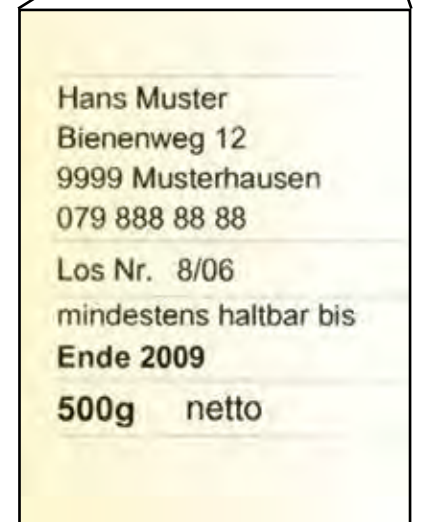 Hans Muster
Bienenweg 12
9999 Musterhausen
079 888 88 88
Los Nr. 8/06
mindestens haltbar bis
Ende 2009
500g netto